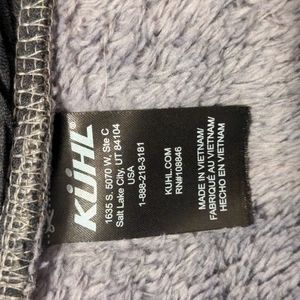 KÜHL®
1635 S. 5070 W, Ste C
Salt Lake City, UT 84104
USA
1-888-218-3181
KUHL.COM
RN#108846
MADE IN VIETNAM/
FABRIQUÉ AU VIETNAM/
HECHO EN VIETNAM